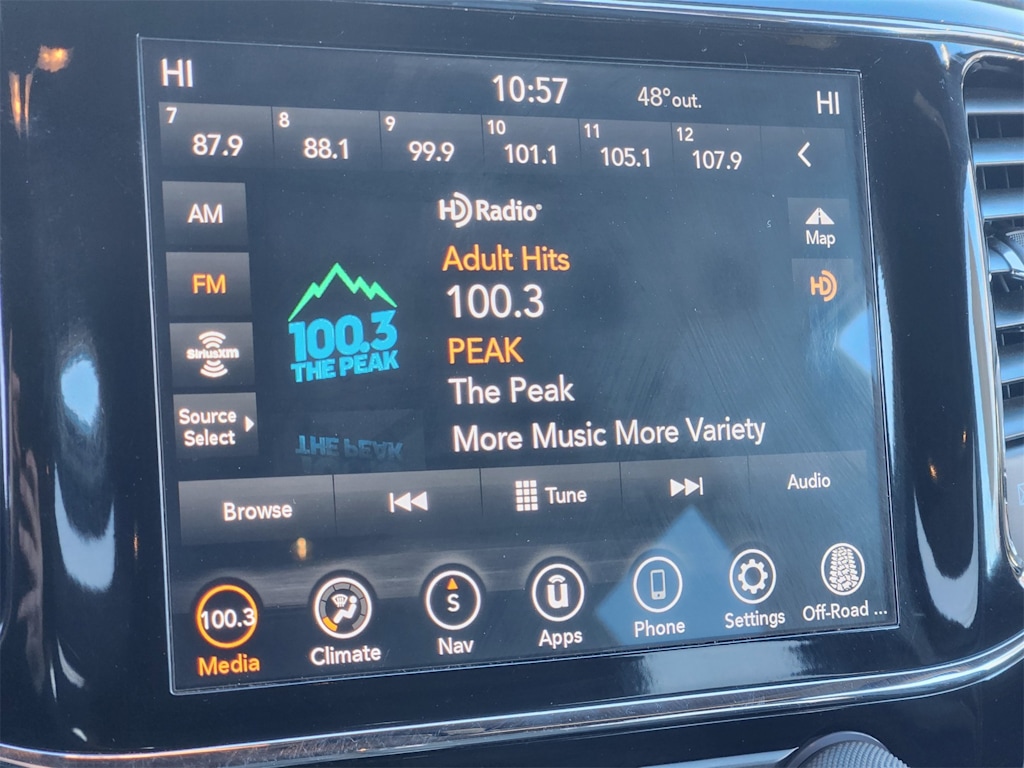 HI
10:57
48° out.
HI
7
87.9
8
88.1
9
99.9
10
101.1
11
105.1
12
107.9
AM
HD Radio
Map
Adult Hits
FM
HD
100.3
100.3
THE PEAK
PEAK
SiriusXM
The Peak
Source
Select
More Music More Variety
THE PEAK
Browse
Tune
Audio
100.3
S
u
Media
Climate
Nav
Apps
Phone
Settings
Off-Road ...